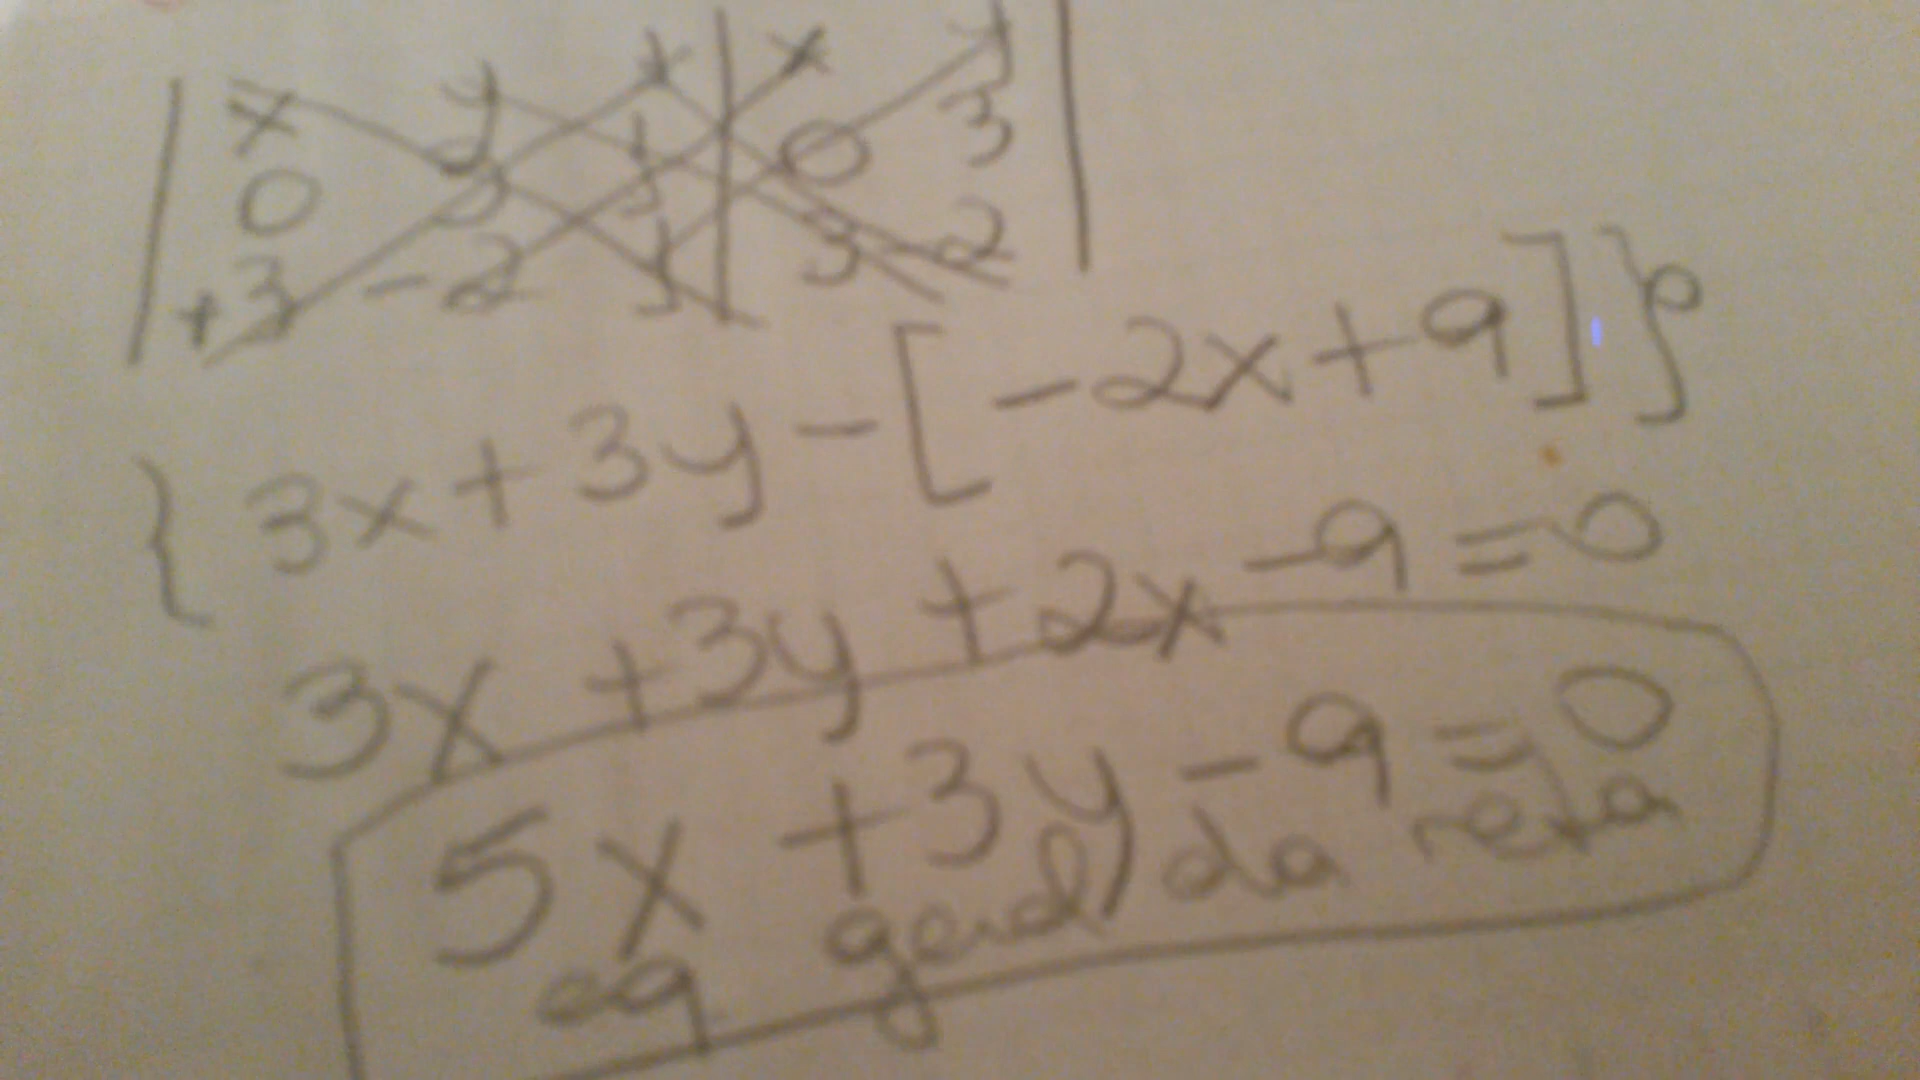 | x y 1 | x y |
0 3 1 0 3
+3 -2 1 3 2
{3x+3y-[-2x+9]}
3x +3y +2x -9=0
5x +3y -9=0
eq geral da reta